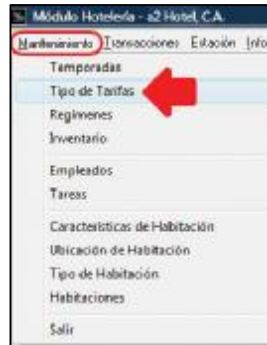 Módulo Hotelería - a2 Hotel, C.A.
Mantenimiento Transacciones Estación Info
Temporadas
Tipo de Tarifas
Regimenes
Inventario
Empleados
Tareas
Características de Habitación
Ubicación de Habitación
Tipo de Habitación
Habitaciones
Salir